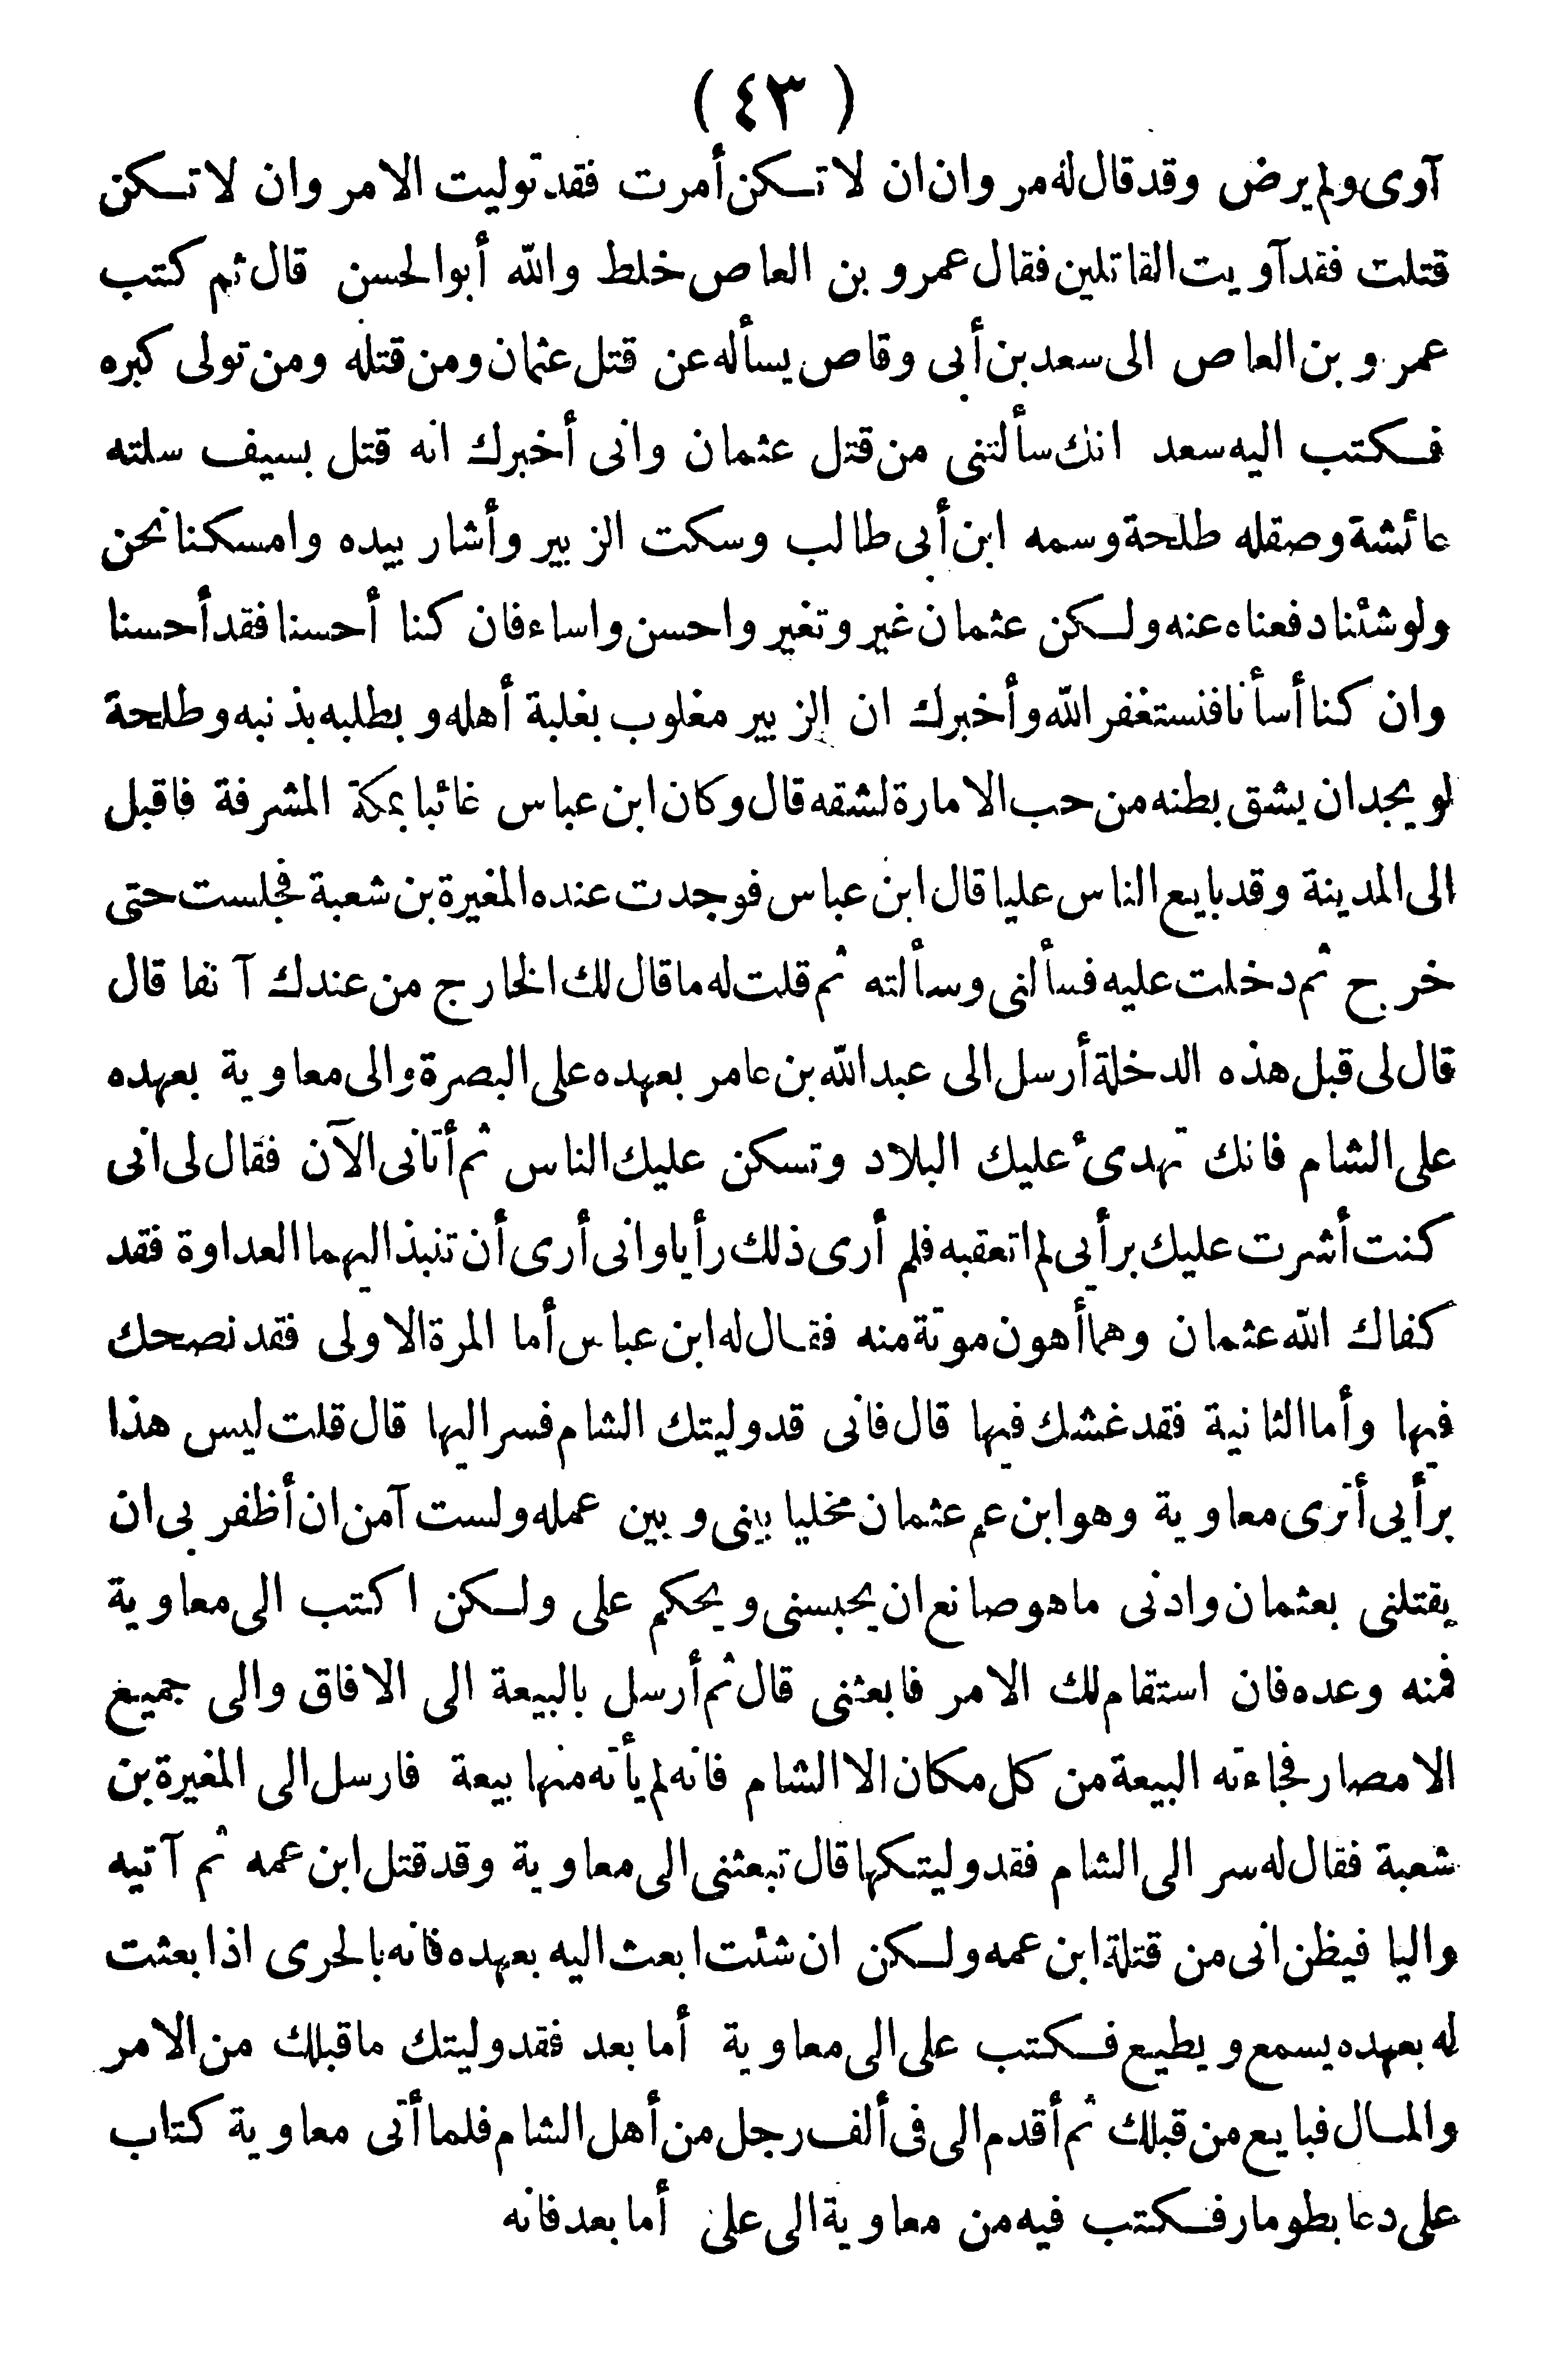 ( ٤٣ )
آوى ولم يرض وقد قال له مروان ان لا تكن أمرت فقد توليت الامر وان لا تكن
قتلت فقد آويت القاتلين فقال عمرو بن العاص خلط والله أبو الحسن قال ثم كتب
عمرو بن العاص الى سعد بن أبى وقاص يسأله عن قتل عثمان ومن قتله ومن تولى كبره
فكتب اليه سعد انك سألتنى من قتل عثمان وانى أخبرك انه قتل بسيف سلته
عائشة وصقله طلحة وسمه ابن أبى طالب وسكت الزبير وأشار بيده وامسكنا نحن
ولو شئنا دفعناه عنه ولكن عثمان غير وتغير واحسن واساء فان كنا أحسنا فقد أحسنا
وان كنا أسأنا فنستغفر الله وأخبرك ان الزبير مغلوب بغلبة أهله وبطلبه بذنبه وطلحة
لو يجد ان يشق بطنه من حب الامارة لشقه قال وكان ابن عباس غائبا بمكة المشرفة فاقبل
الى المدينة وقد بايع الناس عليا قال ابن عباس فوجدت عنده المغيرة بن شعبة فجلست حتى
خرج ثم دخلت عليه فسألنى وسألته ثم قلت له ما قال لك الخارج من عندك آنفا قال
قال لى قبل هذه الدخلة أرسل الى عبد الله بن عامر بعهده على البصرة والى معاوية بعهده
على الشام فانك تهدئ عليك البلاد وتسكن عليك الناس ثم أتانى الآن فقال لى انى
كنت أشرت عليك برأيى لم اتعقبه فلم أرى ذلك رأيا وانى أرى أن تنبذ اليهما العداوة فقد
كفاك الله عثمان وهما أهون موتة منه فقال له ابن عباس أما المرة الاولى فقد نصحك
فيها وأما الثانية فقد غشك فيها قال فانى قد وليتك الشام فسر اليها قال قلت ليس هذا
برأيى أترى معاوية وهو ابن عم عثمان مخليا بينى وبين عمله ولست آمن ان أظفر بى ان
يقتلنى بعثمان وادنى ما هو صانع ان يحبسنى ويحكم على ولكن اكتب الى معاوية
فمنه وعده فان استقام لك الامر فابعثنى قال ثم أرسل بالبيعة الى الافاق والى جميع
الامصار فجاءته البيعة من كل مكان الا الشام فانه لم يأته منها بيعة فارسل الى المغيرة بن
شعبة فقال له سر الى الشام فقد وليتكها قال تبعثنى الى معاوية وقد قتل ابن عمه ثم آتيه
واليا فيظن انى من قتلة ابن عمه ولكن ان شئت ابعث اليه بعهده فانه بالحرى اذا بعثت
له بعهده يسمع ويطيع فكتب على الى معاوية أما بعد فقد وليتك ما قبلك من الامر
والمال فبايع من قبلك ثم أقدم الى فى ألف رجل من أهل الشام فلما أتى معاوية كتاب
على دعا بطومار فكتب فيه من معاوية الى على أما بعد فانه